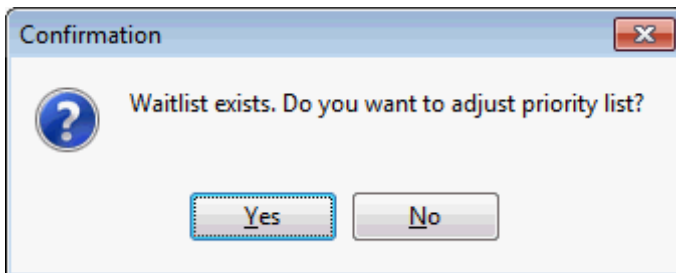 Confirmation
Waitlist exists. Do you want to adjust priority list?
Yes
No